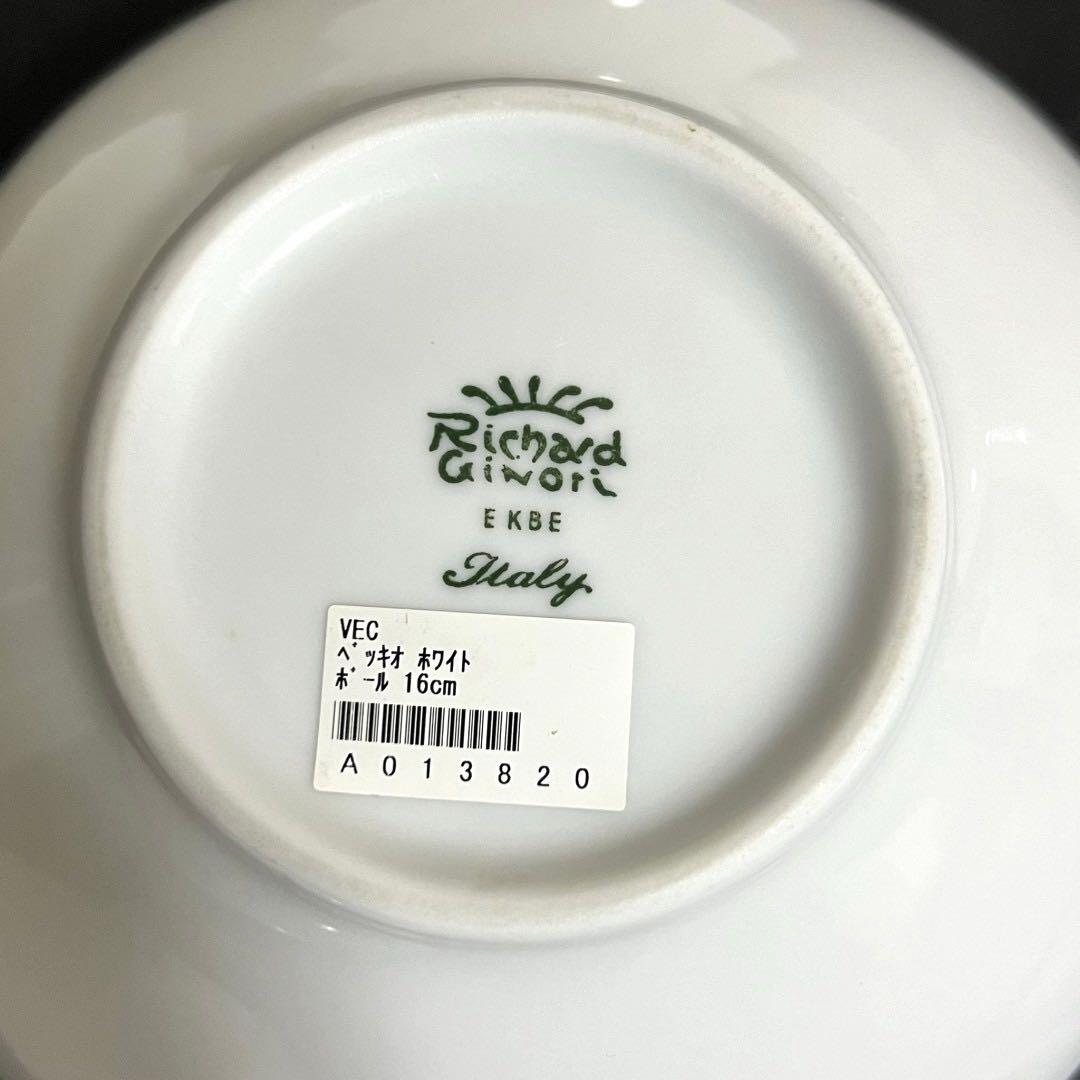 Richard
Ginori
EKBE
Italy
VEC
ﾍﾞｯｷｵ ﾎﾜｲﾄ
ﾎﾞｰﾙ 16cm
A013820